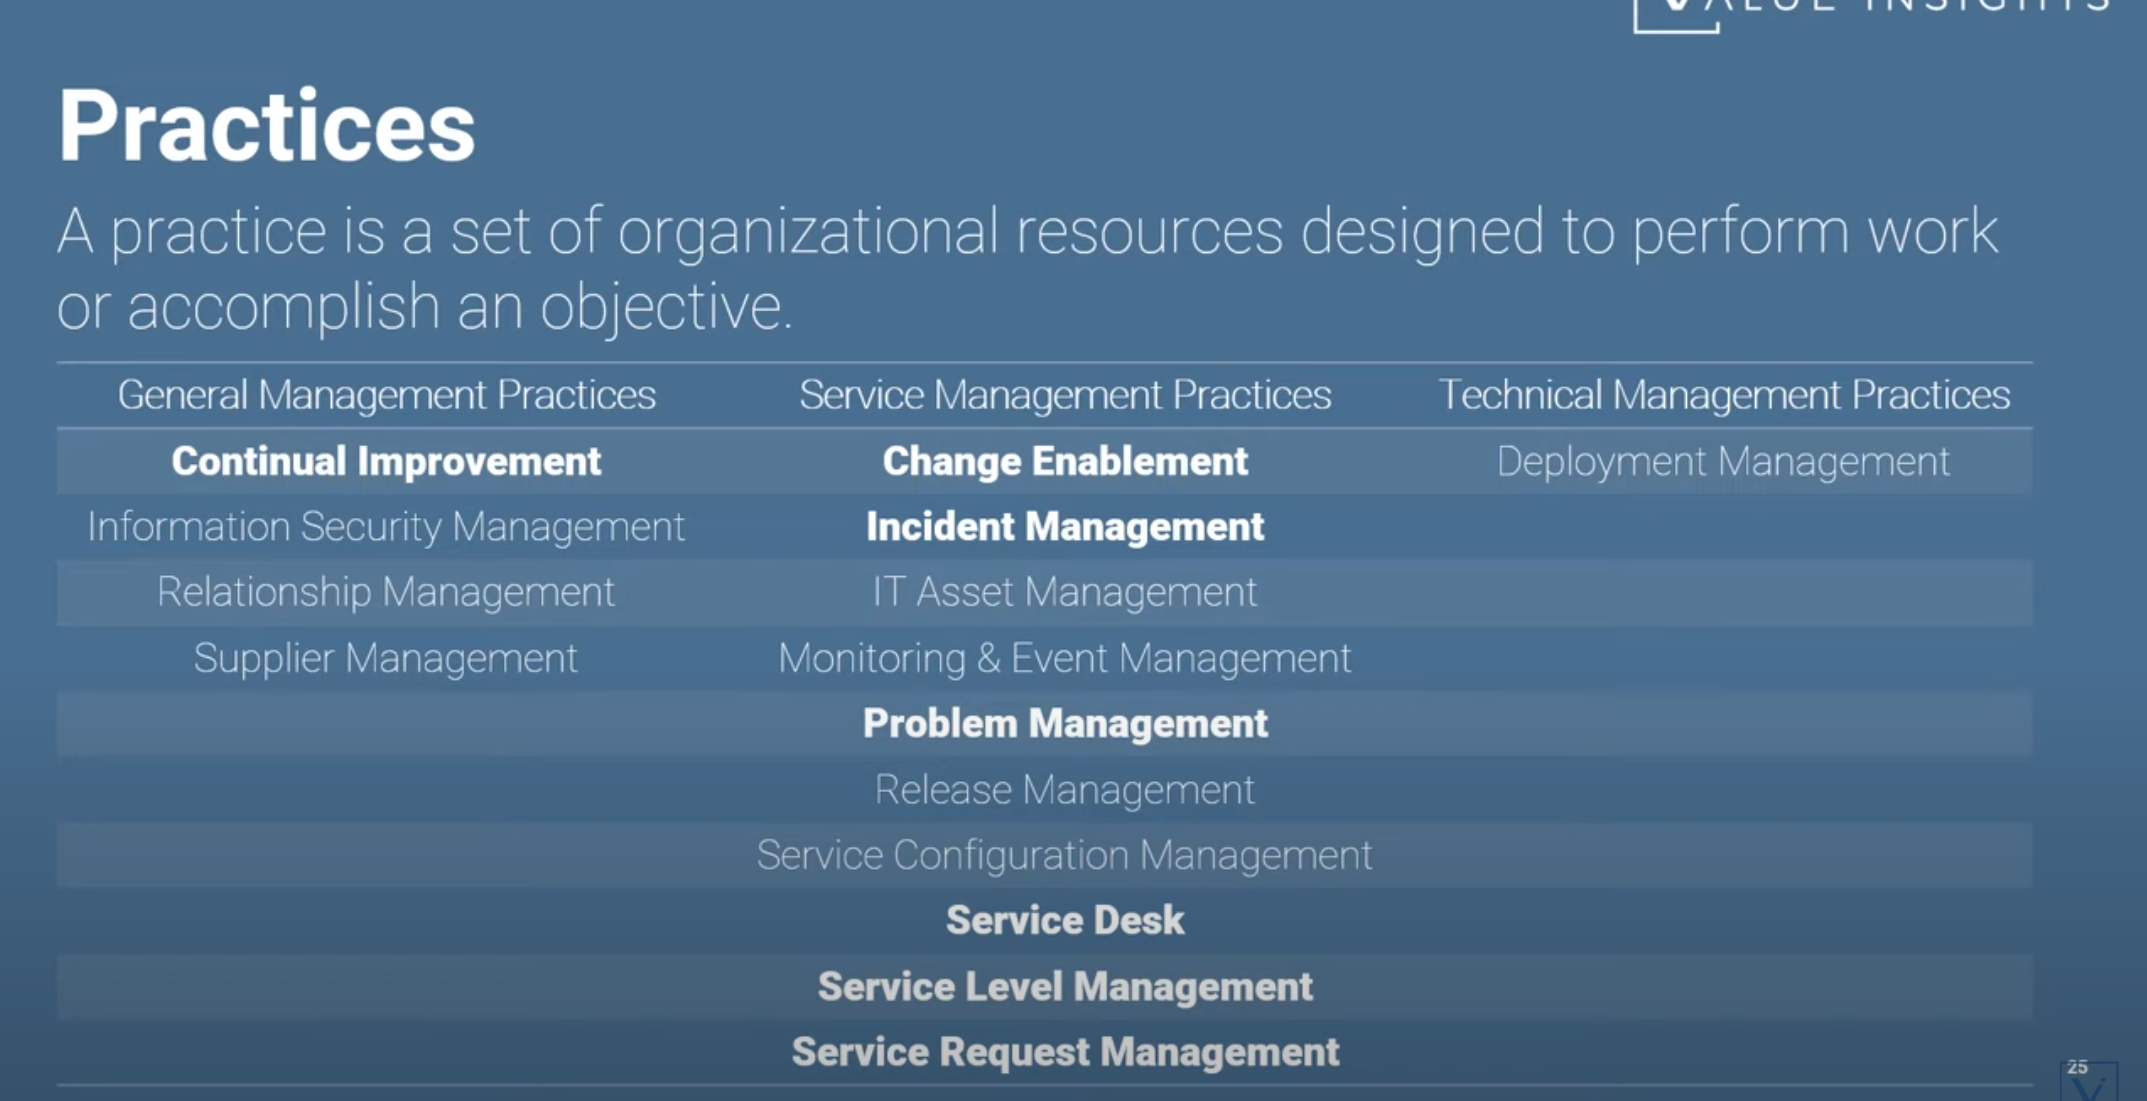 VALUE INSIGHTS
Practices
A practice is a set of organizational resources designed to perform work
or accomplish an objective.
General Management Practices Service Management Practices Technical Management Practices
Continual Improvement Change Enablement Deployment Management
Information Security Management Incident Management
Relationship Management IT Asset Management
Supplier Management Monitoring & Event Management
Problem Management
Release Management
Service Configuration Management
Service Desk
Service Level Management
Service Request Management
25